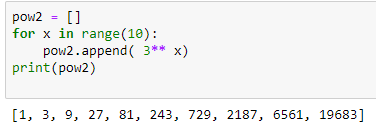 pow2 = []
for x in range(10):
    pow2.append( 3** x)
print(pow2)
[1, 3, 9, 27, 81, 243, 729, 2187, 6561, 19683]